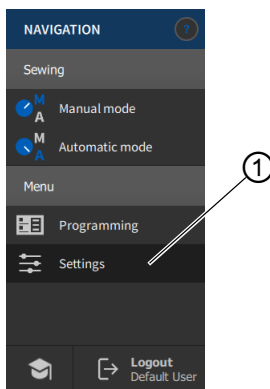 NAVIGATION ?
Sewing
M
A
Manual mode
M
A
Automatic mode
Menu
Programming
Settings
1
Logout
Default User